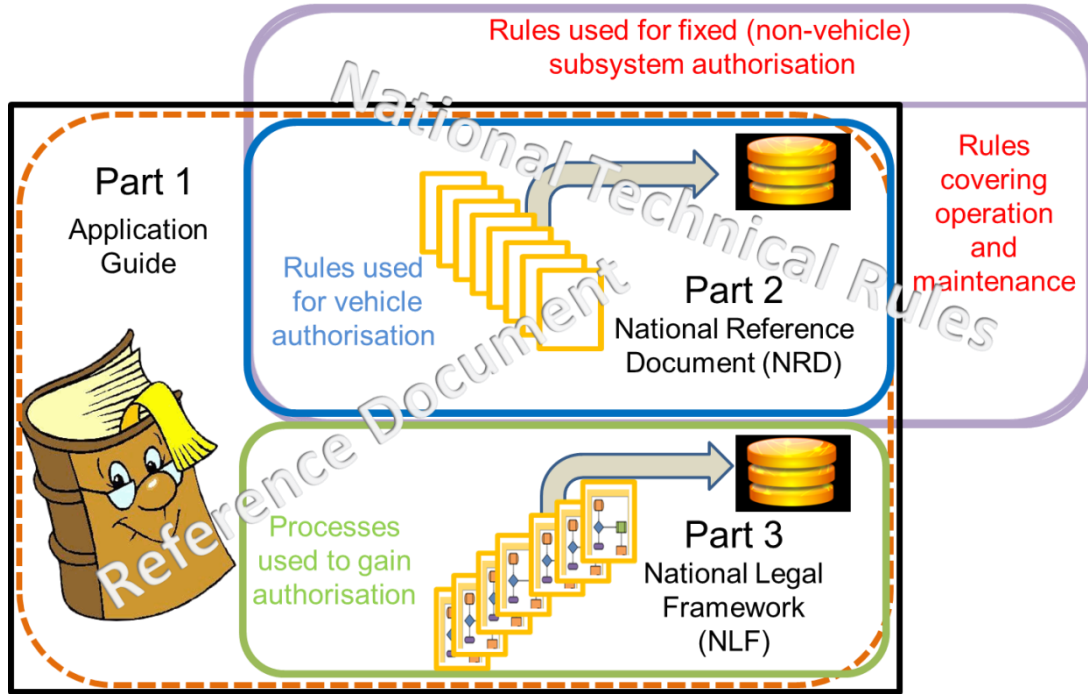 Rules used for fixed (non-vehicle)
subsystem authorisation
National Technical Rules
Rules
covering
operation
and
maintenance
Part 1
Application
Guide
Rules used
for vehicle
authorisation
Part 2
National Reference
Document (NRD)
Reference Document
Processes
used to gain
authorisation
Part 3
National Legal
Framework
(NLF)